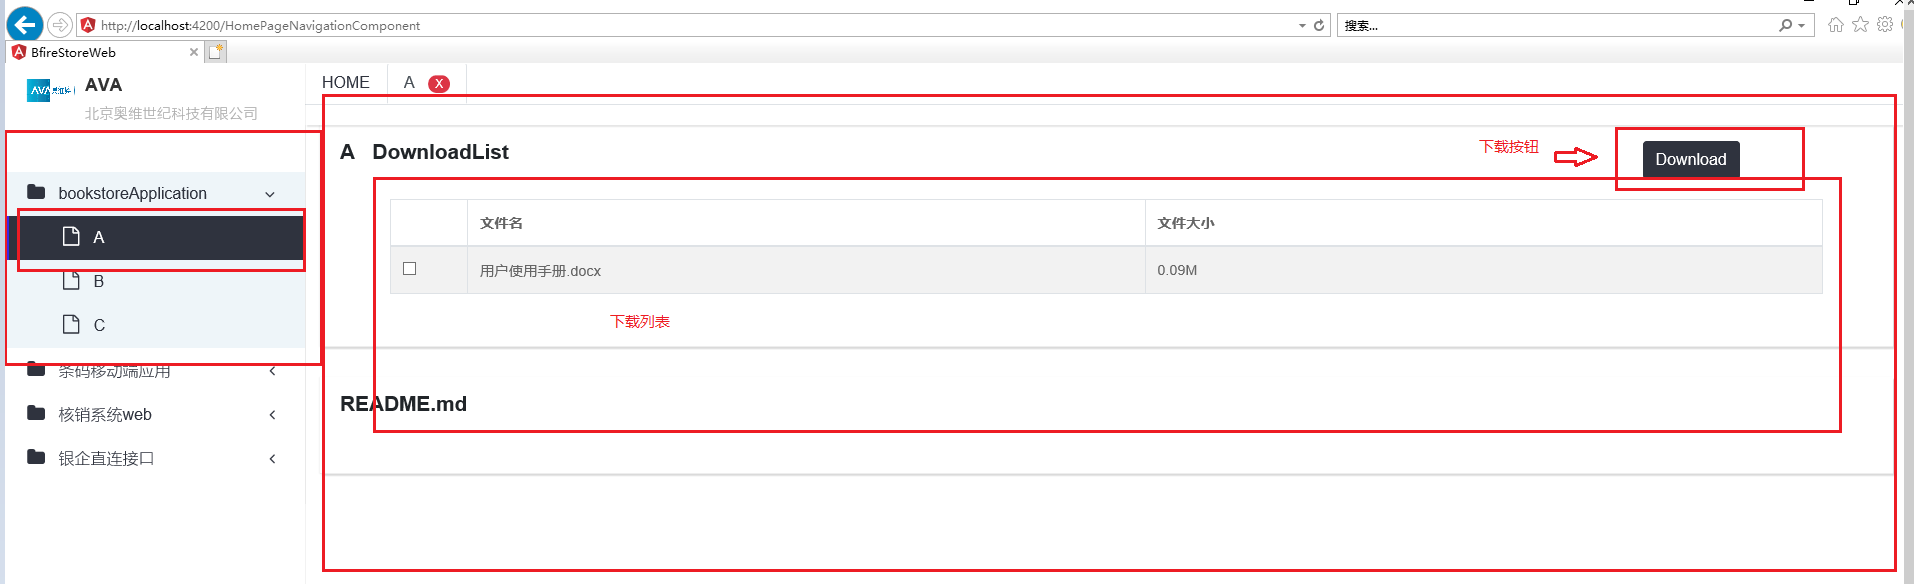 http://localhost:4200/HomePageNavigationComponent
搜索...
BfireStoreWeb
AVA
AVA
北京奥维世纪科技有限公司
HOME
A X
A DownloadList
下载按钮
Download
文件名 文件大小
用户使用手册.docx 0.09M
下载列表
README.md
bookstoreApplication
A
B
C
条码移动端应用
核销系统web
银企直连接口